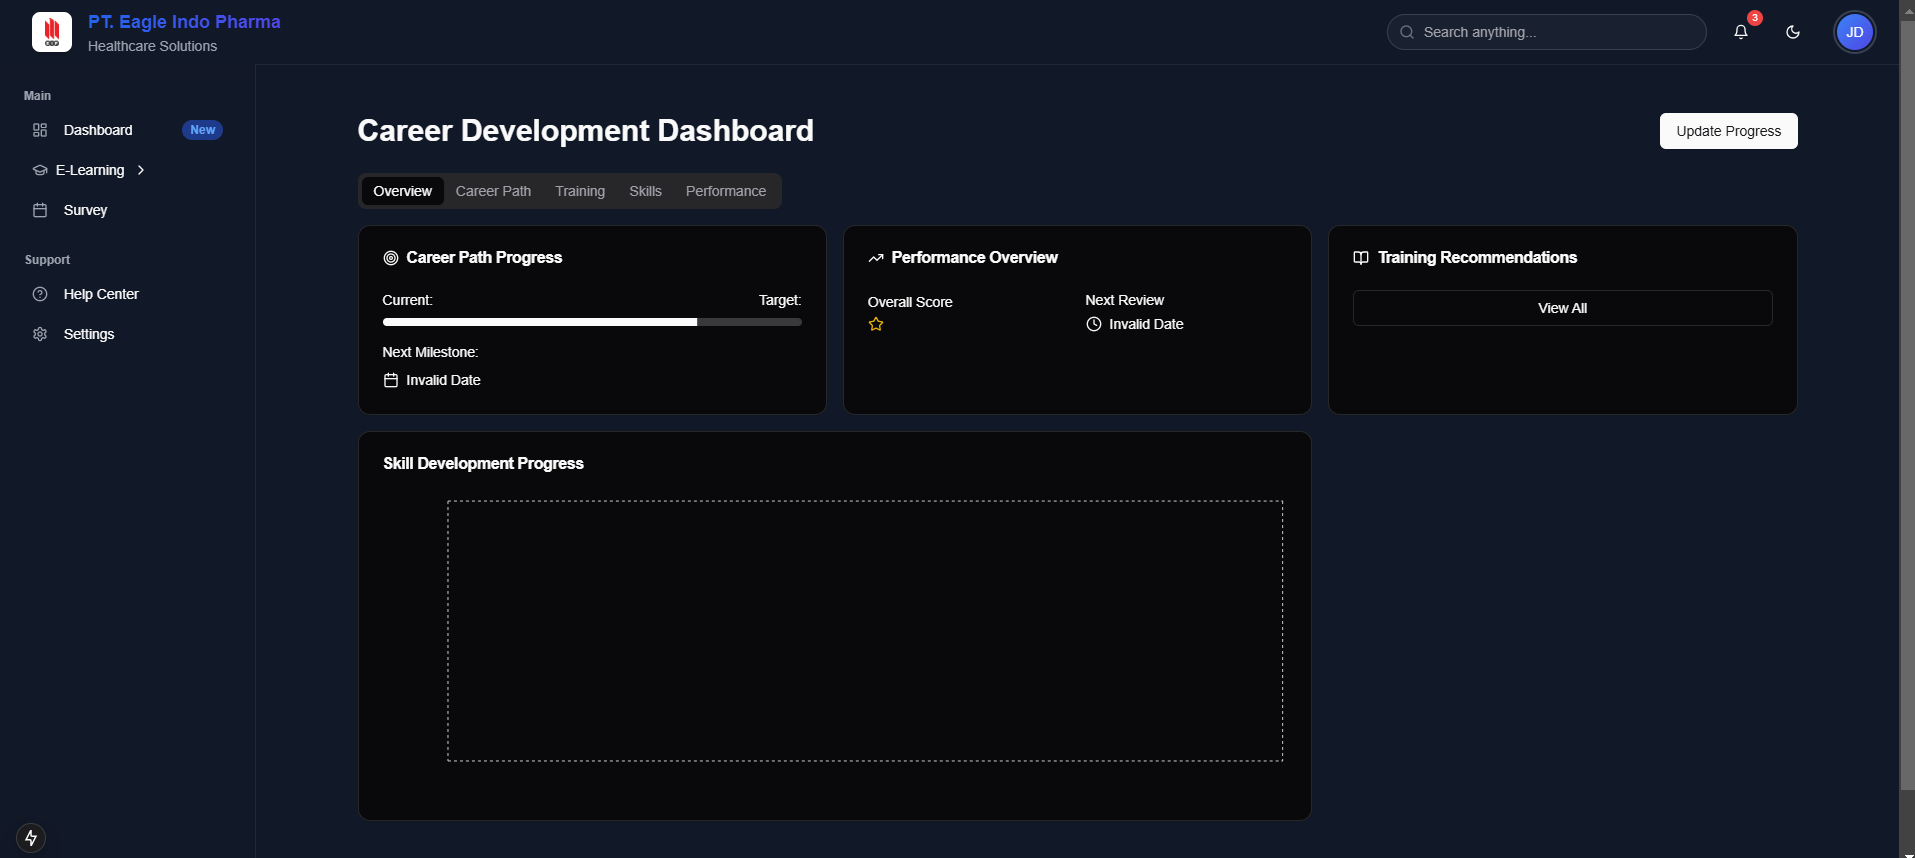 PT. Eagle Indo Pharma
Healthcare Solutions
Search anything...
3
JD
Main
Dashboard New
E-Learning
Survey
Support
Help Center
Settings
Career Development Dashboard
Update Progress
Overview Career Path Training Skills Performance
Career Path Progress
Current: Target:
Next Milestone:
Invalid Date
Performance Overview
Overall Score
Next Review
Invalid Date
Training Recommendations
View All
Skill Development Progress